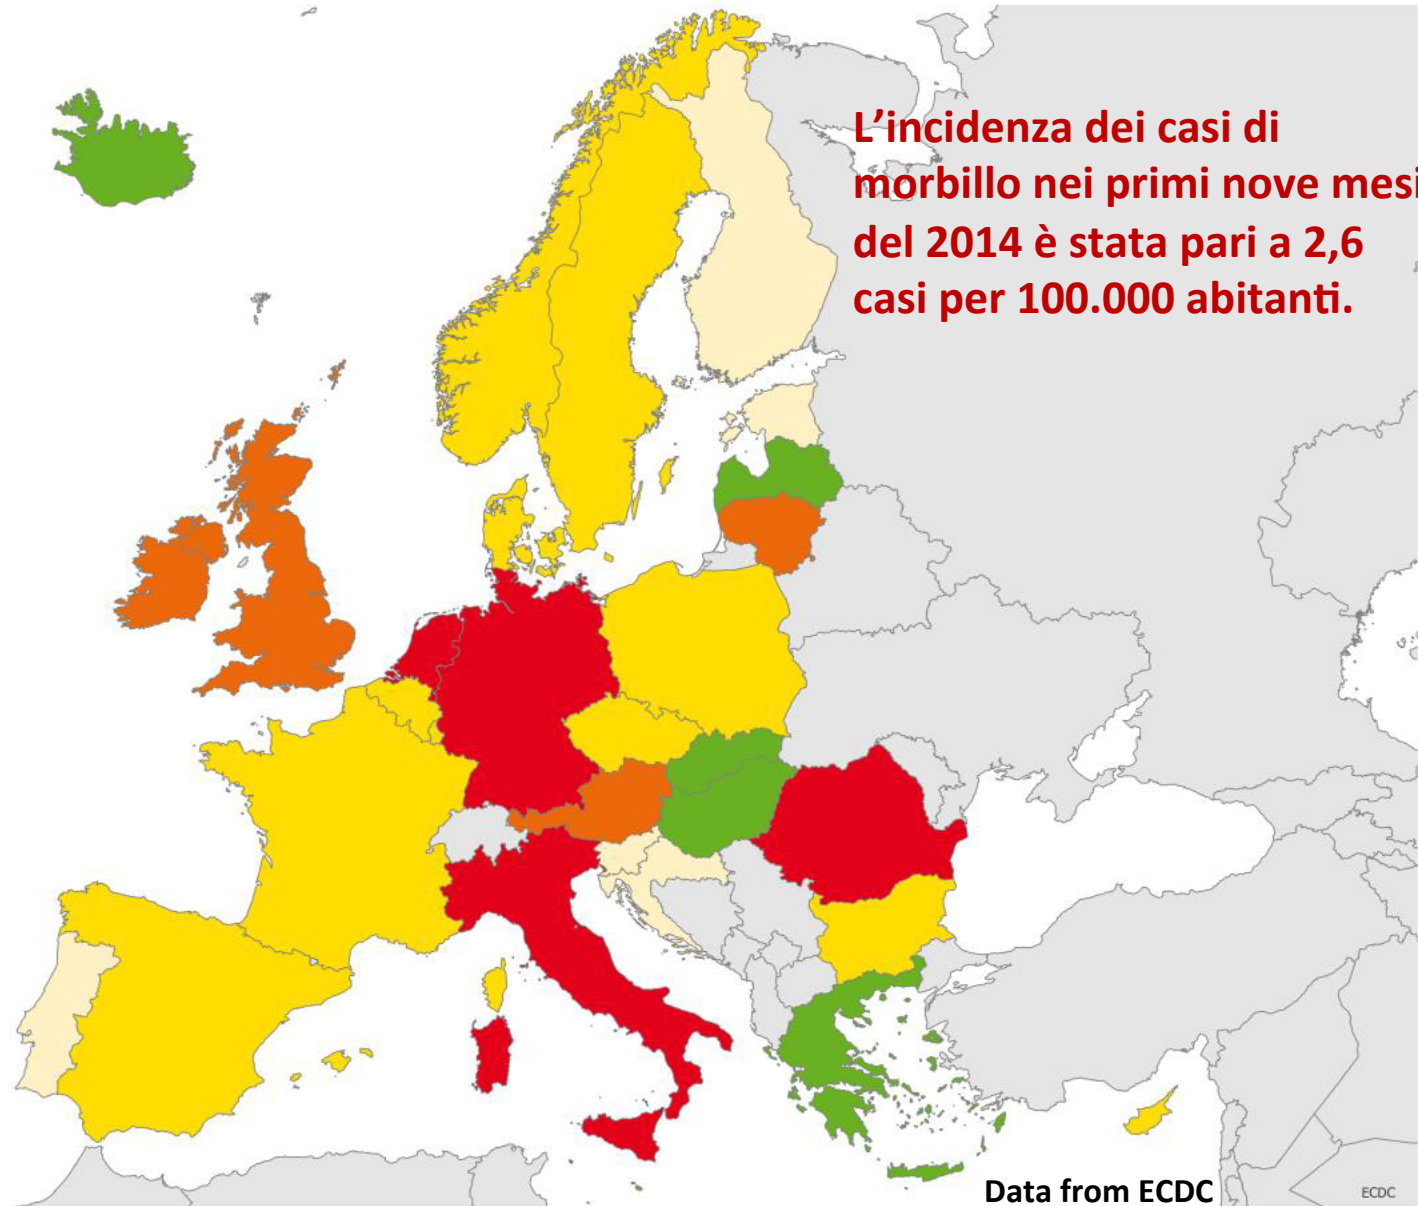 L’incidenza dei casi di
morbillo nei primi nove mesi
del 2014 è stata pari a 2,6
casi per 100.000 abitanti.
Data from ECDC
ECDC